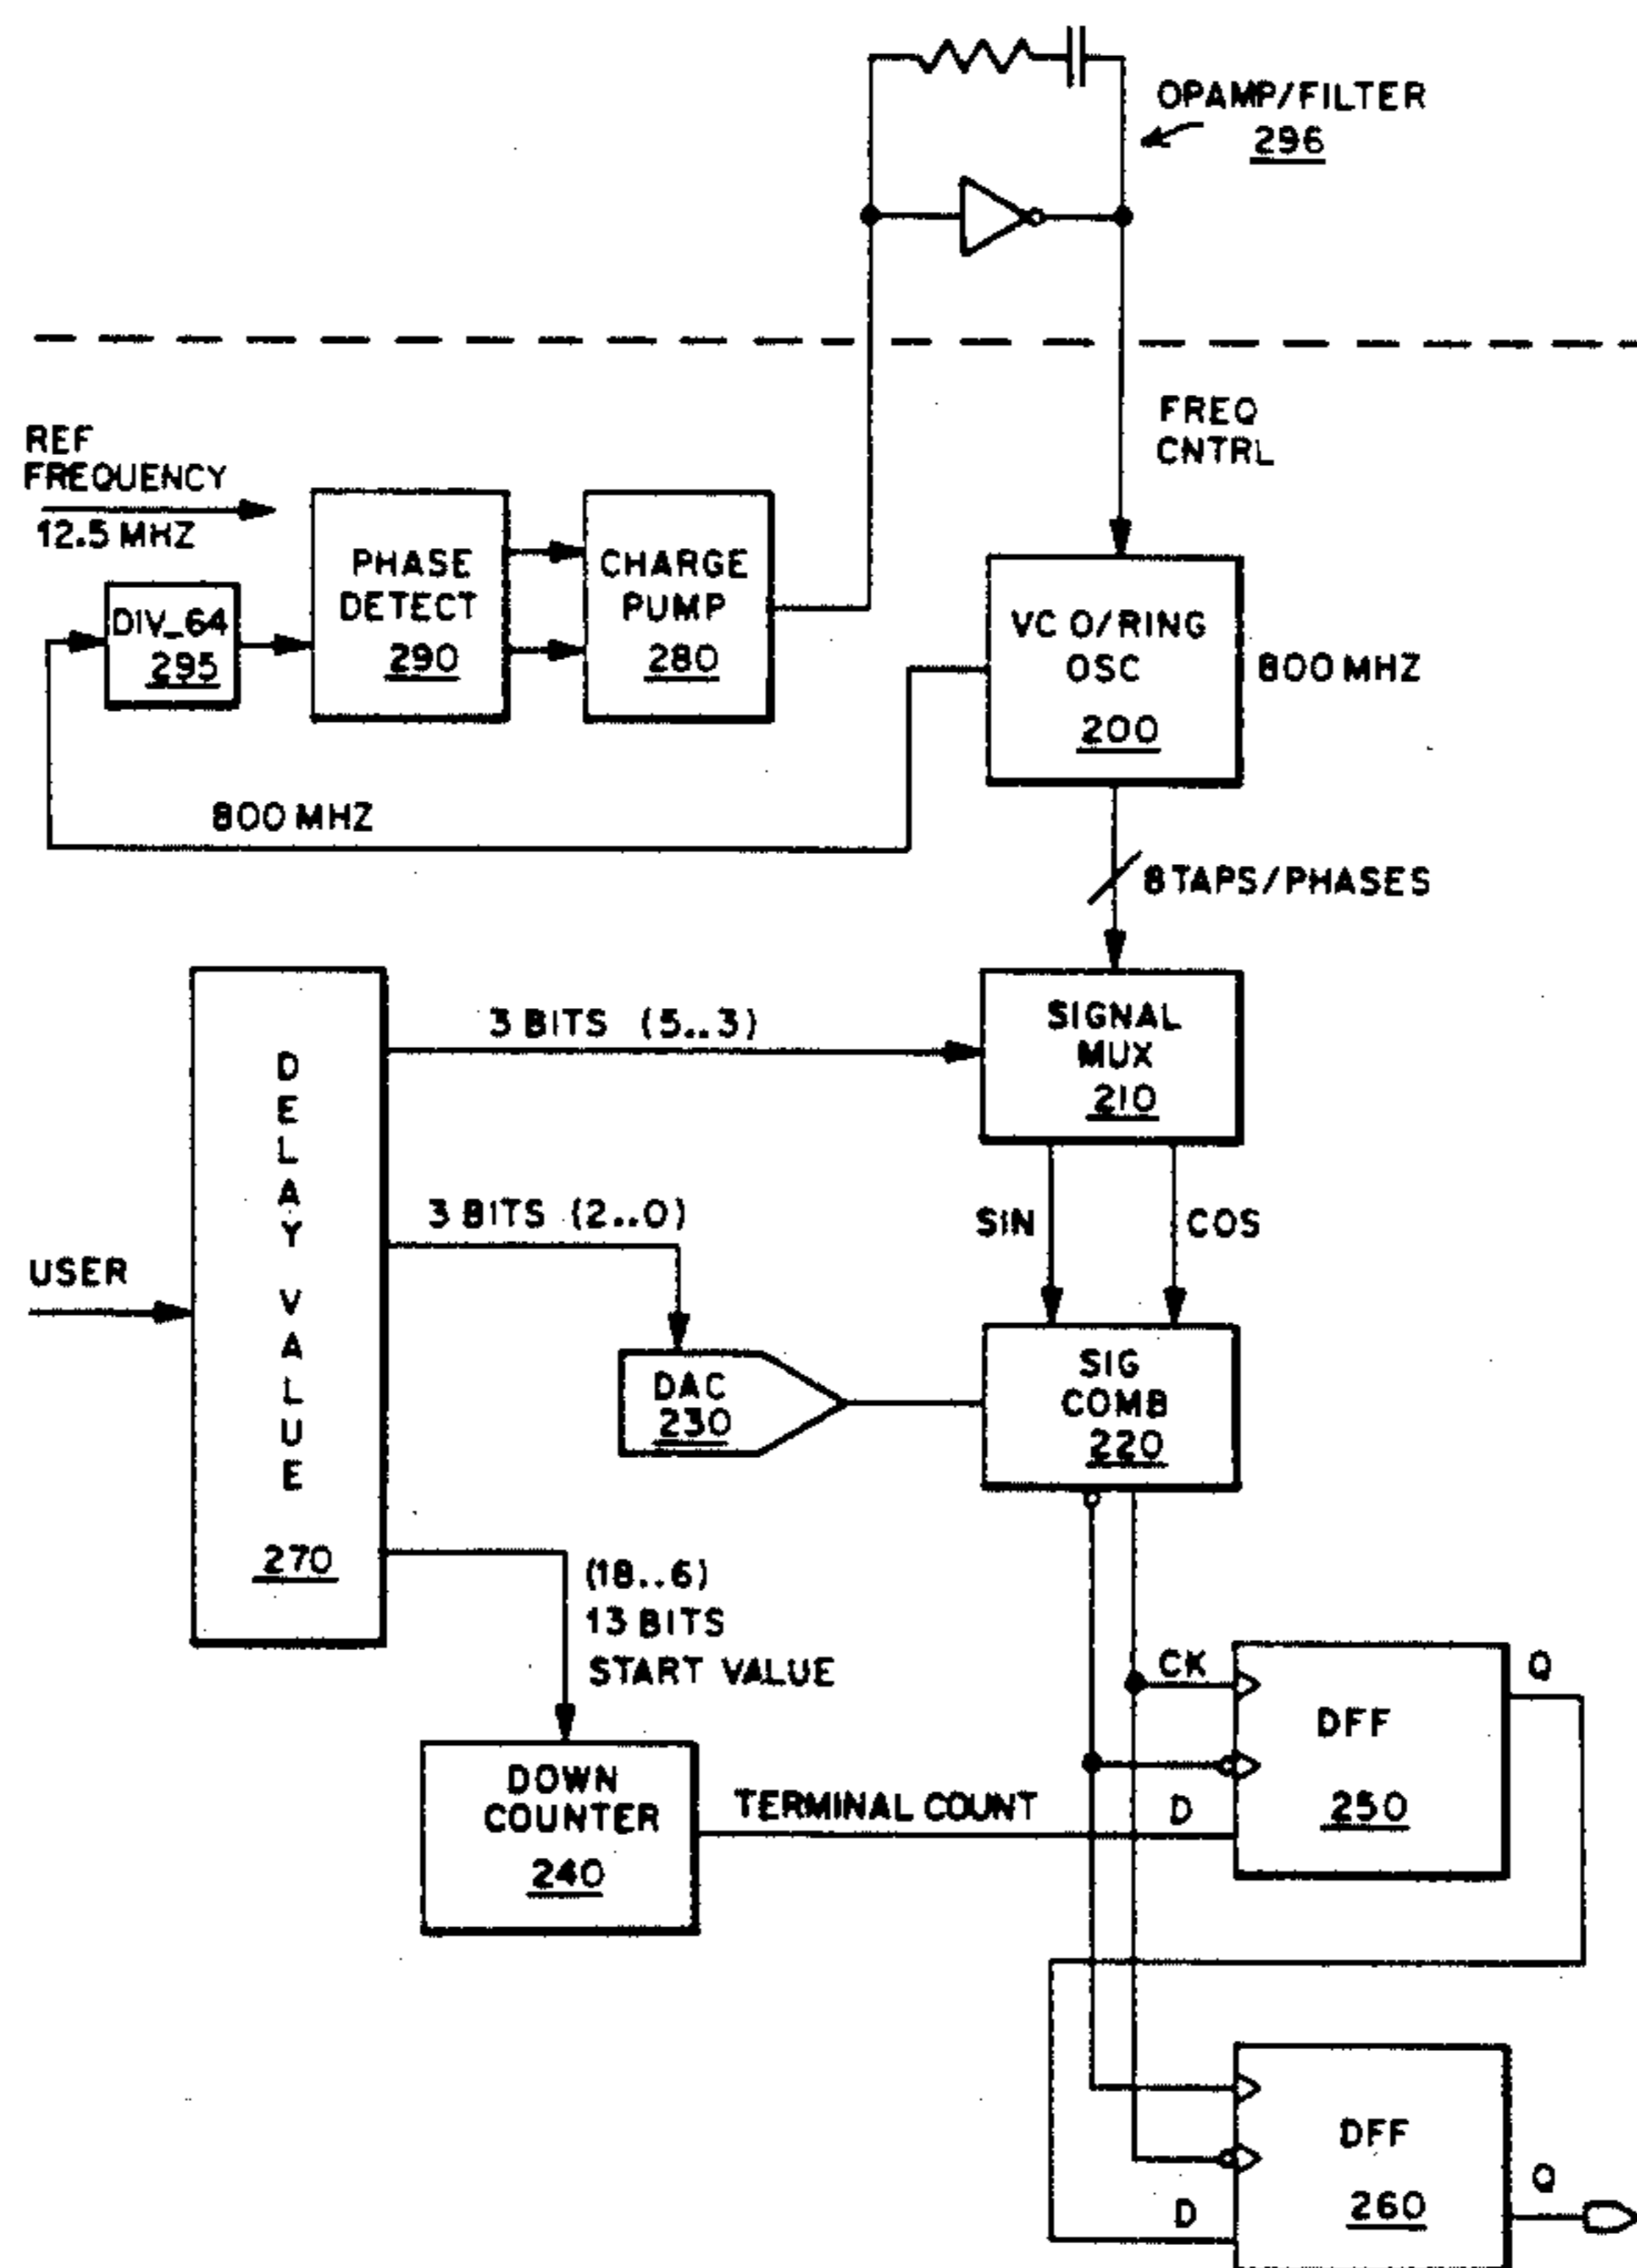 OPAMP/FILTER
296
FREQ
CNTRL
REF
FREQUENCY
12.5 MHZ
DIV_64
295
PHASE
DETECT
290
CHARGE
PUMP
280
VCO/RING
OSC
200
800 MHZ
800 MHZ
8 TAPS/PHASES
SIGNAL
MUX
210
3 BITS (5..3)
DELAY VALUE
270
3 BITS (2..0)
SIN
COS
USER
DAC
230
SIG
COMB
220
(18..6)
13 BITS
START VALUE
CK
Q
DFF
250
D
DOWN
COUNTER
240
TERMINAL COUNT
DFF
260
D
Q